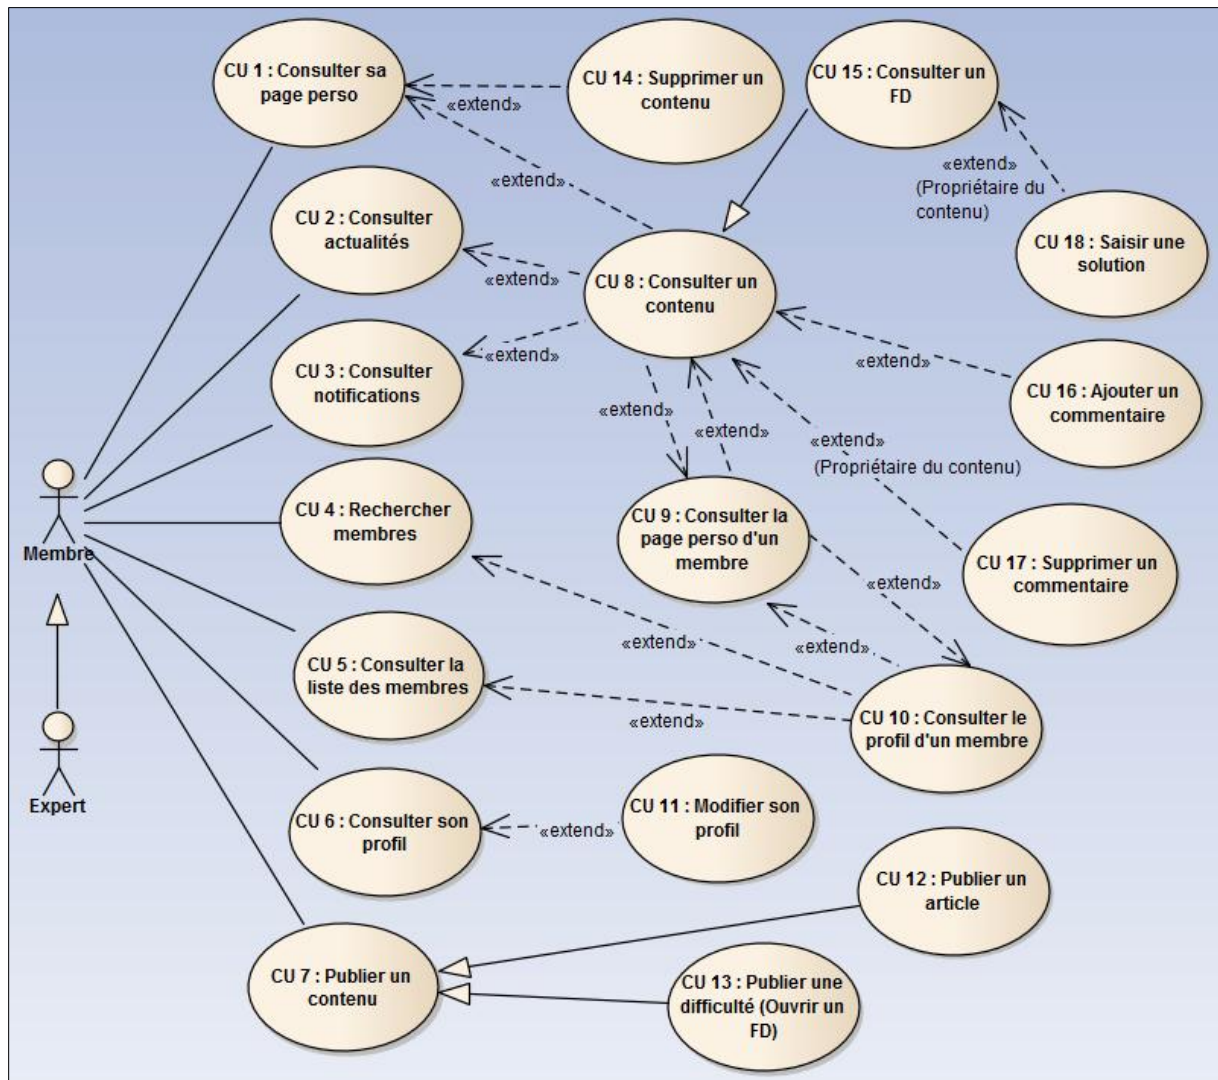 CU 1 : Consulter sa
page perso
«extend»
CU 14 : Supprimer un
contenu
CU 15 : Consulter un
FD
«extend»
«extend»
(Propriétaire du
contenu)
CU 2 : Consulter
actualités
CU 18 : Saisir une
solution
«extend»
CU 8 : Consulter un
contenu
CU 3 : Consulter
notifications
«extend»
«extend»
CU 16 : Ajouter un
commentaire
«extend»
«extend»
«extend»
(Propriétaire du contenu)
CU 4 : Rechercher
membres
CU 9 : Consulter la
page perso d'un
membre
Membre
CU 17 : Supprimer un
commentaire
«extend»
«extend»
«extend»
CU 5 : Consulter la
liste des membres
«extend»
CU 10 : Consulter le
profil d'un membre
Expert
CU 6 : Consulter son
profil
«extend»
CU 11 : Modifier son
profil
CU 12 : Publier un
article
CU 7 : Publier un
contenu
CU 13 : Publier une
difficulté (Ouvrir un
FD)